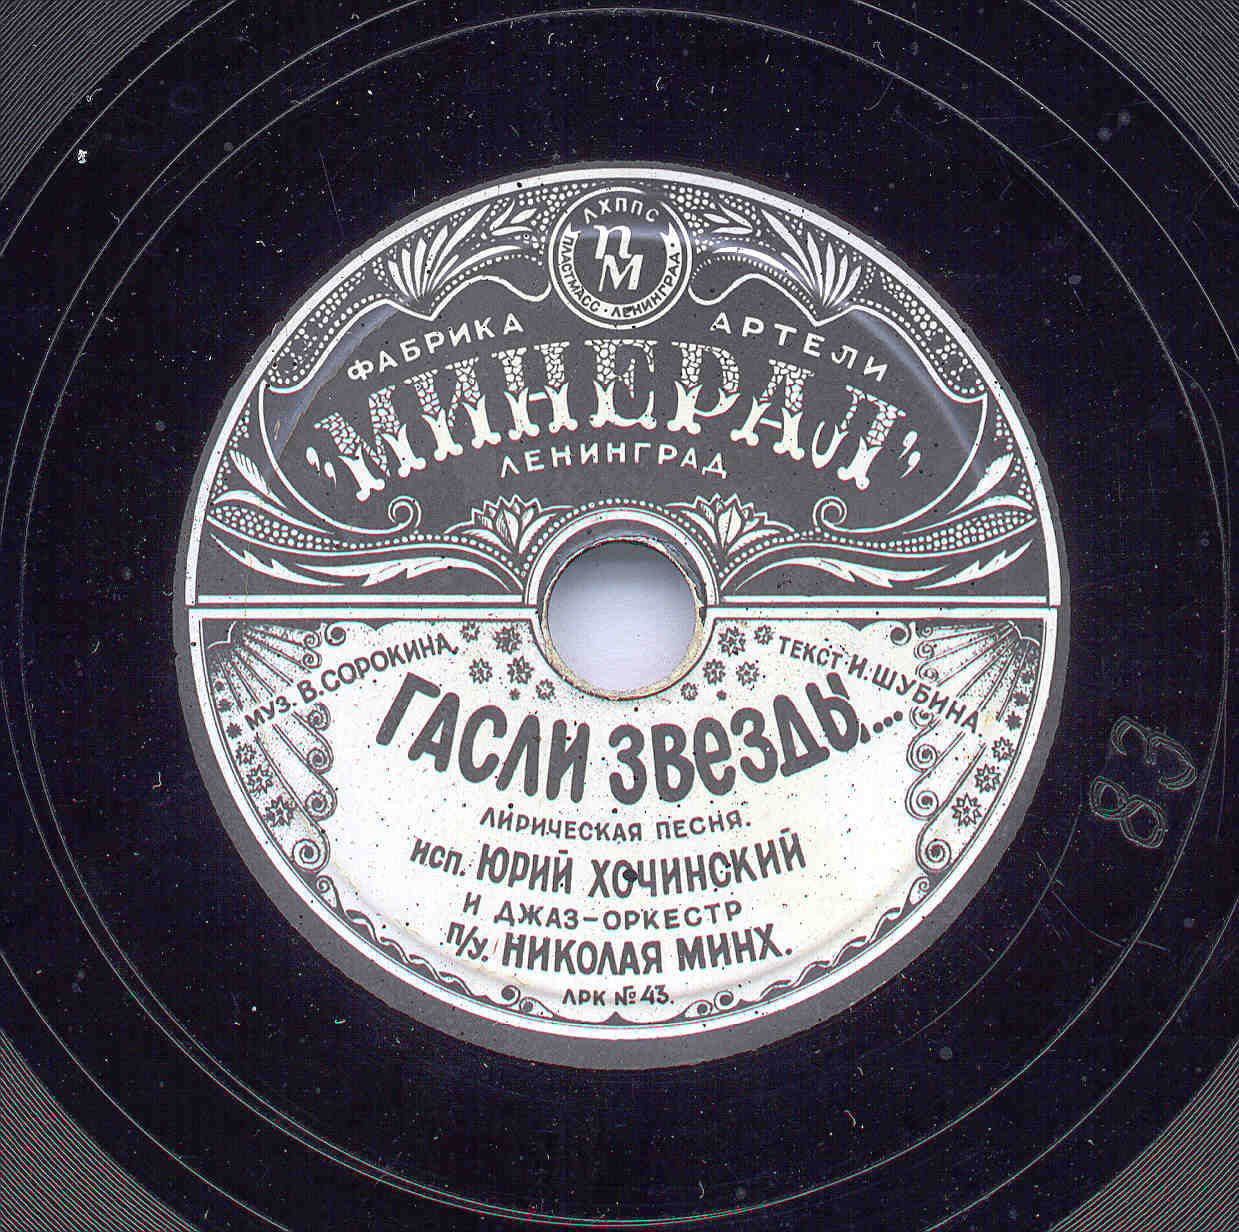 ЛХППС
ПМ
ПЛАСТМАСС · ЛЕНИНГРАД
ФАБРИКА АРТЕЛИ
"МИНЕРАЛ"
ЛЕНИНГРАД
МУЗ. В. СОРОКИНА
ТЕКСТ И. ШУБИНА
ГАСЛИ ЗВЕЗДЫ...
ЛИРИЧЕСКАЯ ПЕСНЯ.
исп. ЮРИЙ ХОЧИНСКИЙ
И ДЖАЗ-ОРКЕСТР
п/у. НИКОЛАЯ МИНХ.
ЛРК № 43.
83